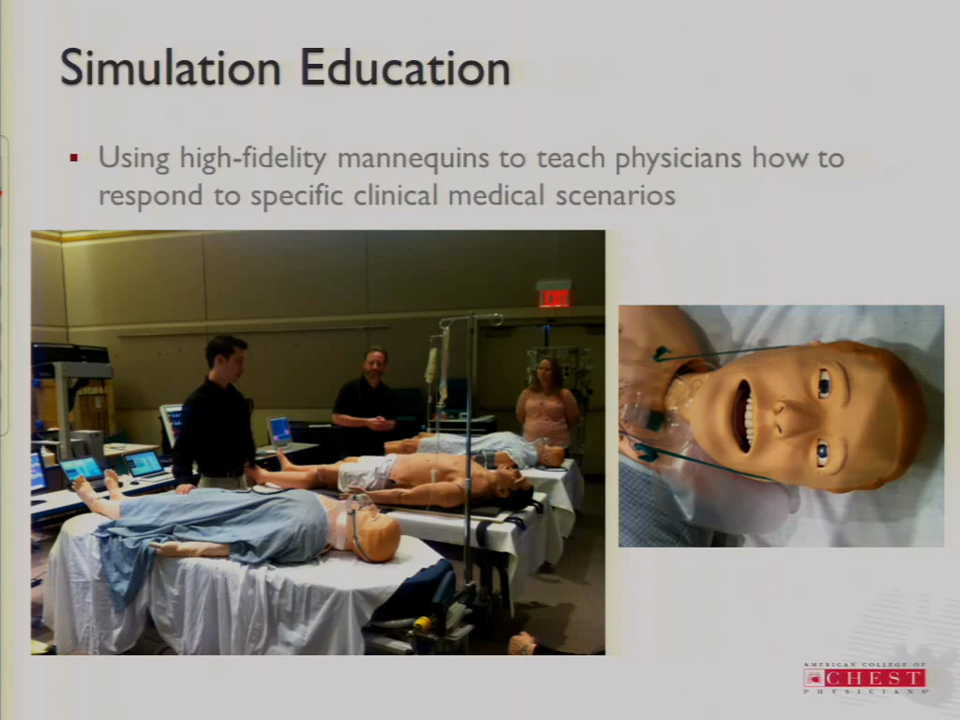 Simulation Education
Using high-fidelity mannequins to teach physicians how to
respond to specific clinical medical scenarios
EXIT
AMERICAN COLLEGE OF
CHEST
PHYSICIANS